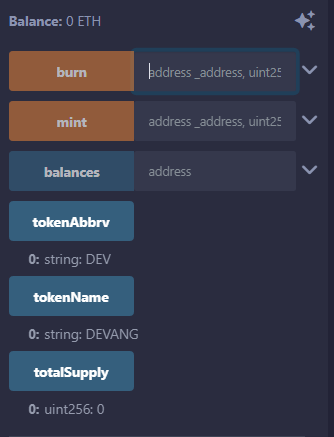 Balance: 0 ETH
burn address _address, uint25
mint address _address, uint25
balances address
tokenAbbrv
0: string: DEV
tokenName
0: string: DEVANG
totalSupply
0: uint256: 0